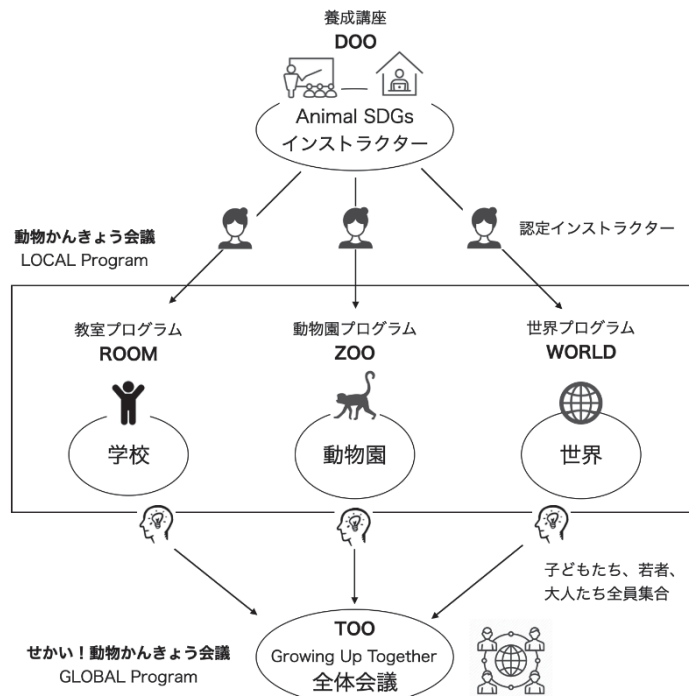 養成講座
DOO
Animal SDGs
インストラクター
動物かんきょう会議
LOCAL Program
認定インストラクター
教室プログラム
ROOM
動物園プログラム
ZOO
世界プログラム
WORLD
学校
動物園
世界
子どもたち、若者、
大人たち全員集合
せかい！動物かんきょう会議
GLOBAL Program
TOO
Growing Up Together
全体会議